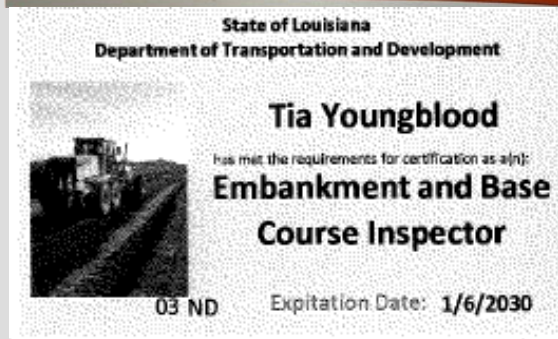 State of Louisiana
Department of Transportation and Development
Tia Youngblood
has met the requirements for certification as a(n):
Embankment and Base
Course Inspector
03 ND
Expitation Date: 1/6/2030